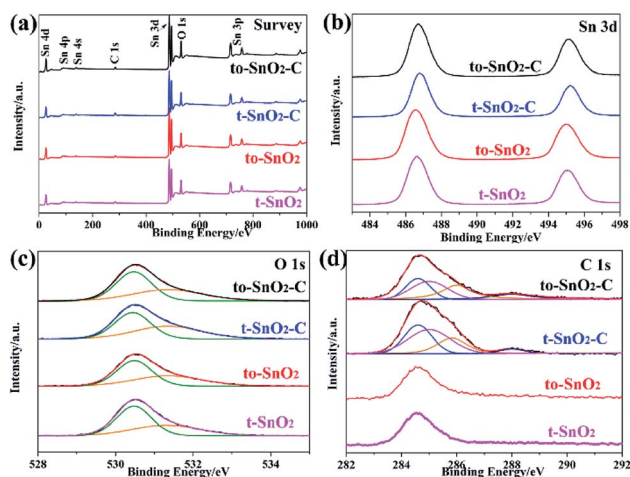 (a)
Survey
Sn 4d
Sn 4p
Sn 4s
C 1s
Sn 3d
O 1s
Sn 3p
to-SnO₂-C
t-SnO₂-C
to-SnO₂
t-SnO₂
Intensity/a.u.
0 200 400 600 800 1000
Binding Energy/eV
(b)
Sn 3d
to-SnO₂-C
t-SnO₂-C
to-SnO₂
t-SnO₂
Intensity/a.u.
484 486 488 490 492 494 496 498
Binding Energy/eV
(c)
O 1s
to-SnO₂-C
t-SnO₂-C
to-SnO₂
t-SnO₂
Intensity/a.u.
528 530 532 534
Binding Energy/eV
(d)
C 1s
to-SnO₂-C
t-SnO₂-C
to-SnO₂
t-SnO₂
Intensity/a.u.
282 284 286 288 290 292
Binding Energy/eV